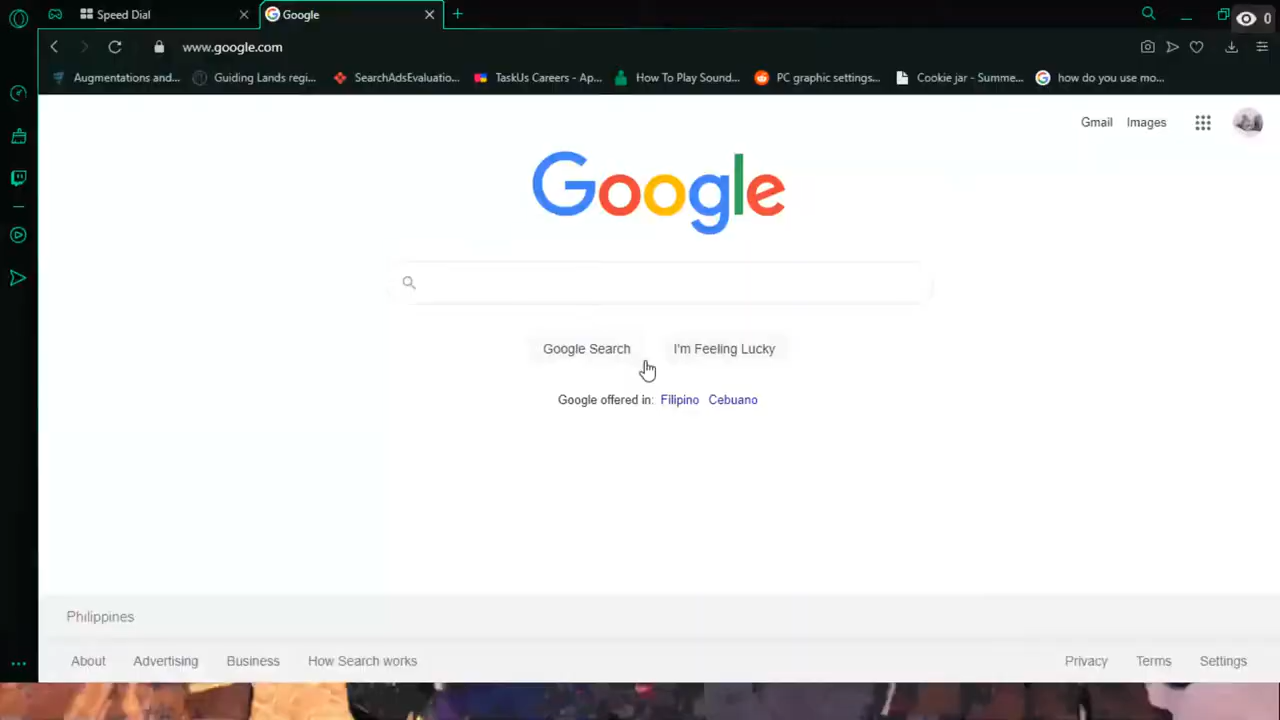 Speed Dial
Google
0
www.google.com
Augmentations and...
Guiding Lands regi...
SearchAdsEvaluatio...
TaskUs Careers - Ap...
How To Play Sound...
PC graphic settings...
Cookie jar - Summe...
how do you use mo...
Gmail Images
Google
Google Search
I'm Feeling Lucky
Google offered in: Filipino Cebuano
Philippines
About Advertising Business How Search works
Privacy Terms Settings